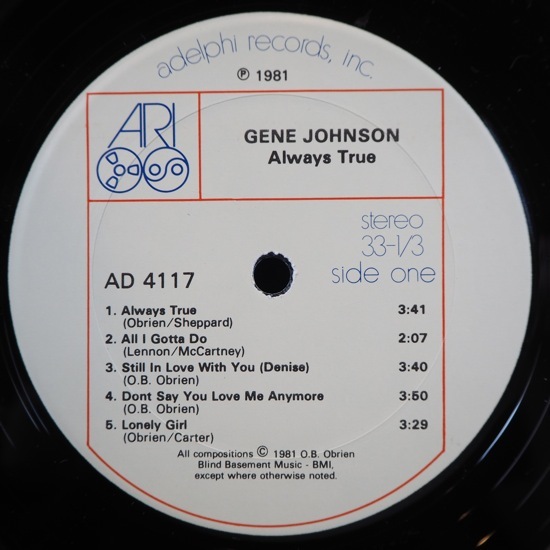 adelphi records, inc.
℗ 1981
ARI
GENE JOHNSON
Always True
stereo
33-1/3
side one
AD 4117
1. Always True 3:41
(Obrien/Sheppard)
2. All I Gotta Do 2:07
(Lennon/McCartney)
3. Still In Love With You (Denise) 3:40
(O.B. Obrien)
4. Dont Say You Love Me Anymore 3:50
(O.B. Obrien)
5. Lonely Girl 3:29
(Obrien/Carter)
All compositions © 1981 O.B. Obrien
Blind Basement Music - BMI,
except where otherwise noted.